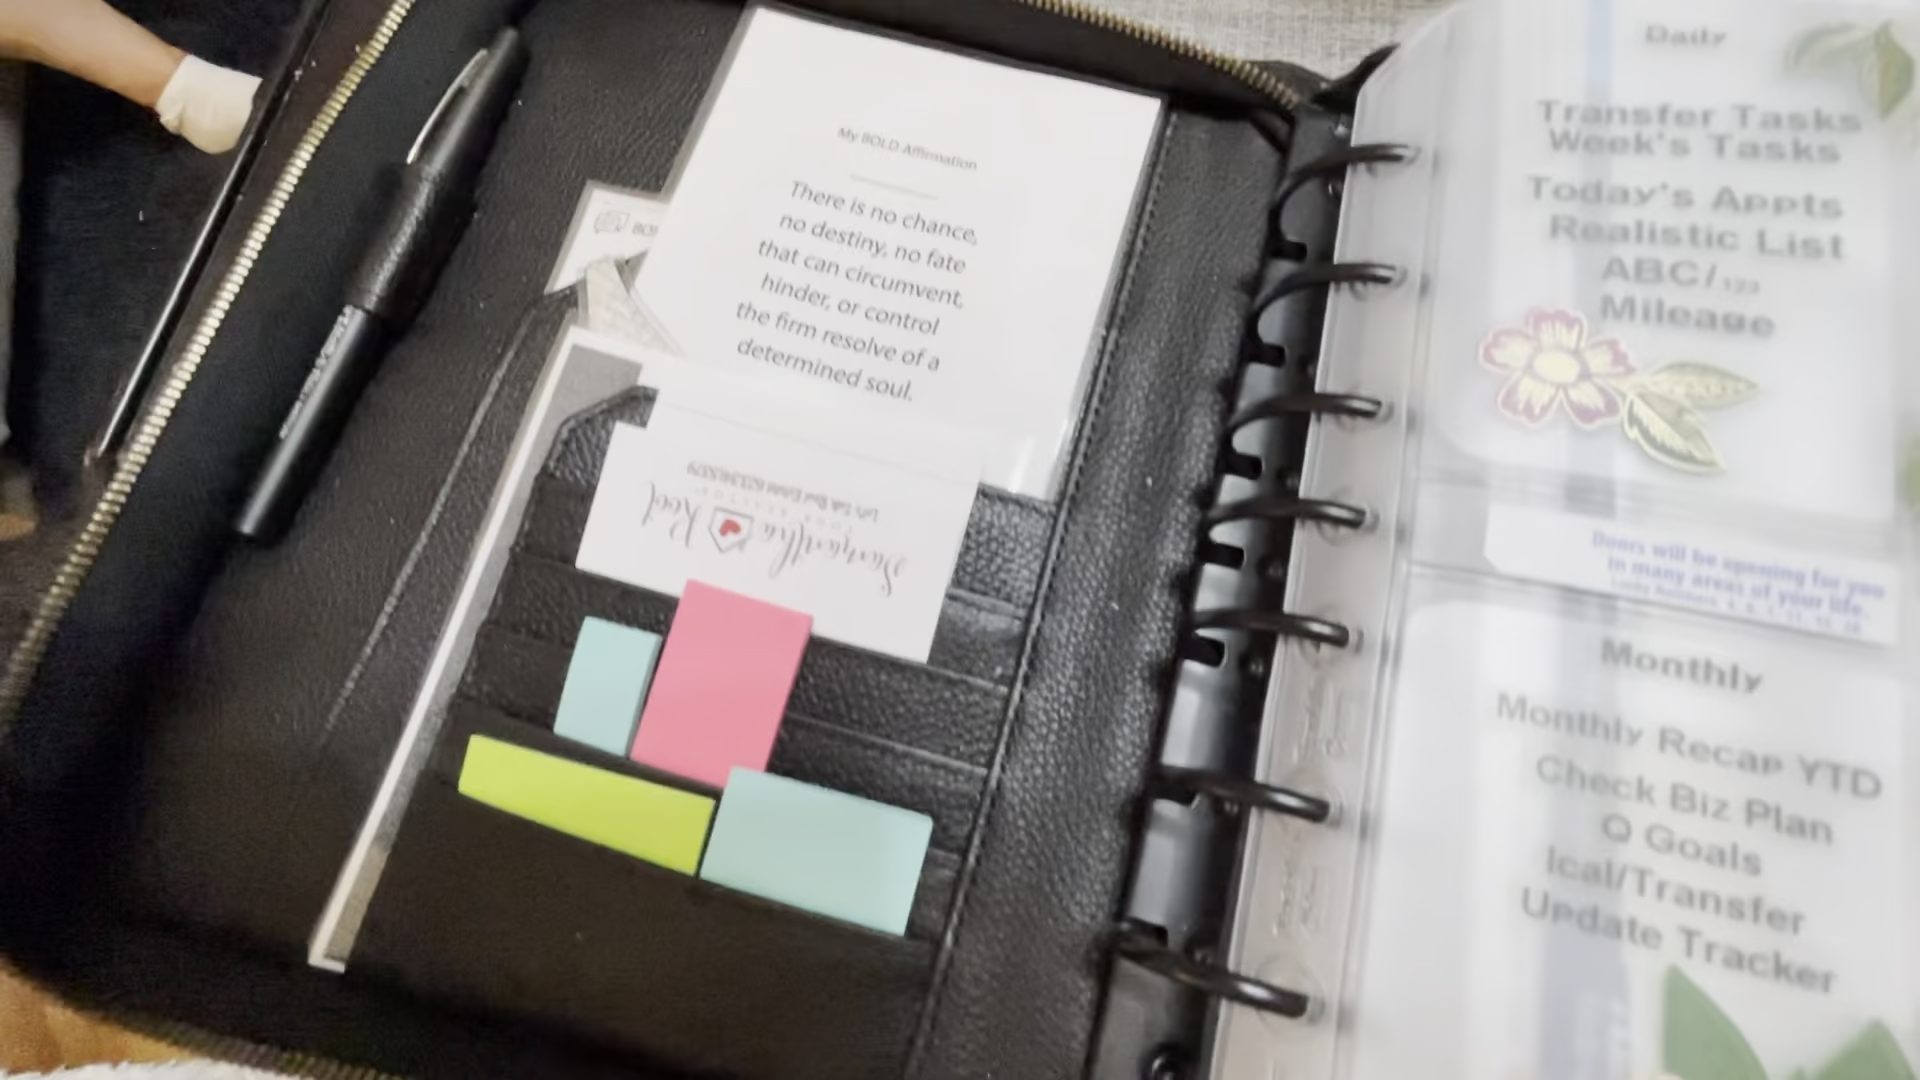 My BOLD Affirmation
There is no chance,
no destiny, no fate
that can circumvent,
hinder, or control
the firm resolve of a
determined soul.
Samantha Root
Daily
Transfer Tasks
Week's Tasks
Today's Appts
Realistic List
ABC/123
Mileage
Doors will be opening for you
in many areas of your life.
Monthly
Monthly Recap YTD
Check Biz Plan
Q Goals
Ical/Transfer
Update Tracker